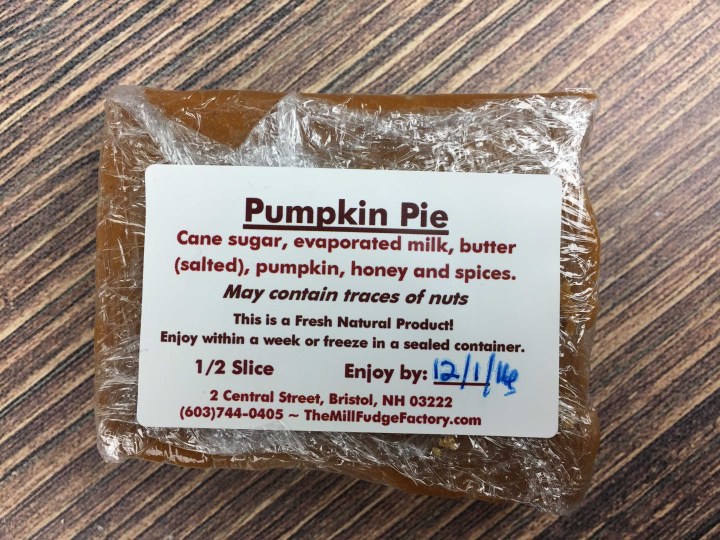 Pumpkin Pie
Cane sugar, evaporated milk, butter
(salted), pumpkin, honey and spices.
May contain traces of nuts
This is a Fresh Natural Product!
Enjoy within a week or freeze in a sealed container.
1/2 Slice Enjoy by: 12/1/16
2 Central Street, Bristol, NH 03222
(603)744-0405 ~ TheMillFudgeFactory.com